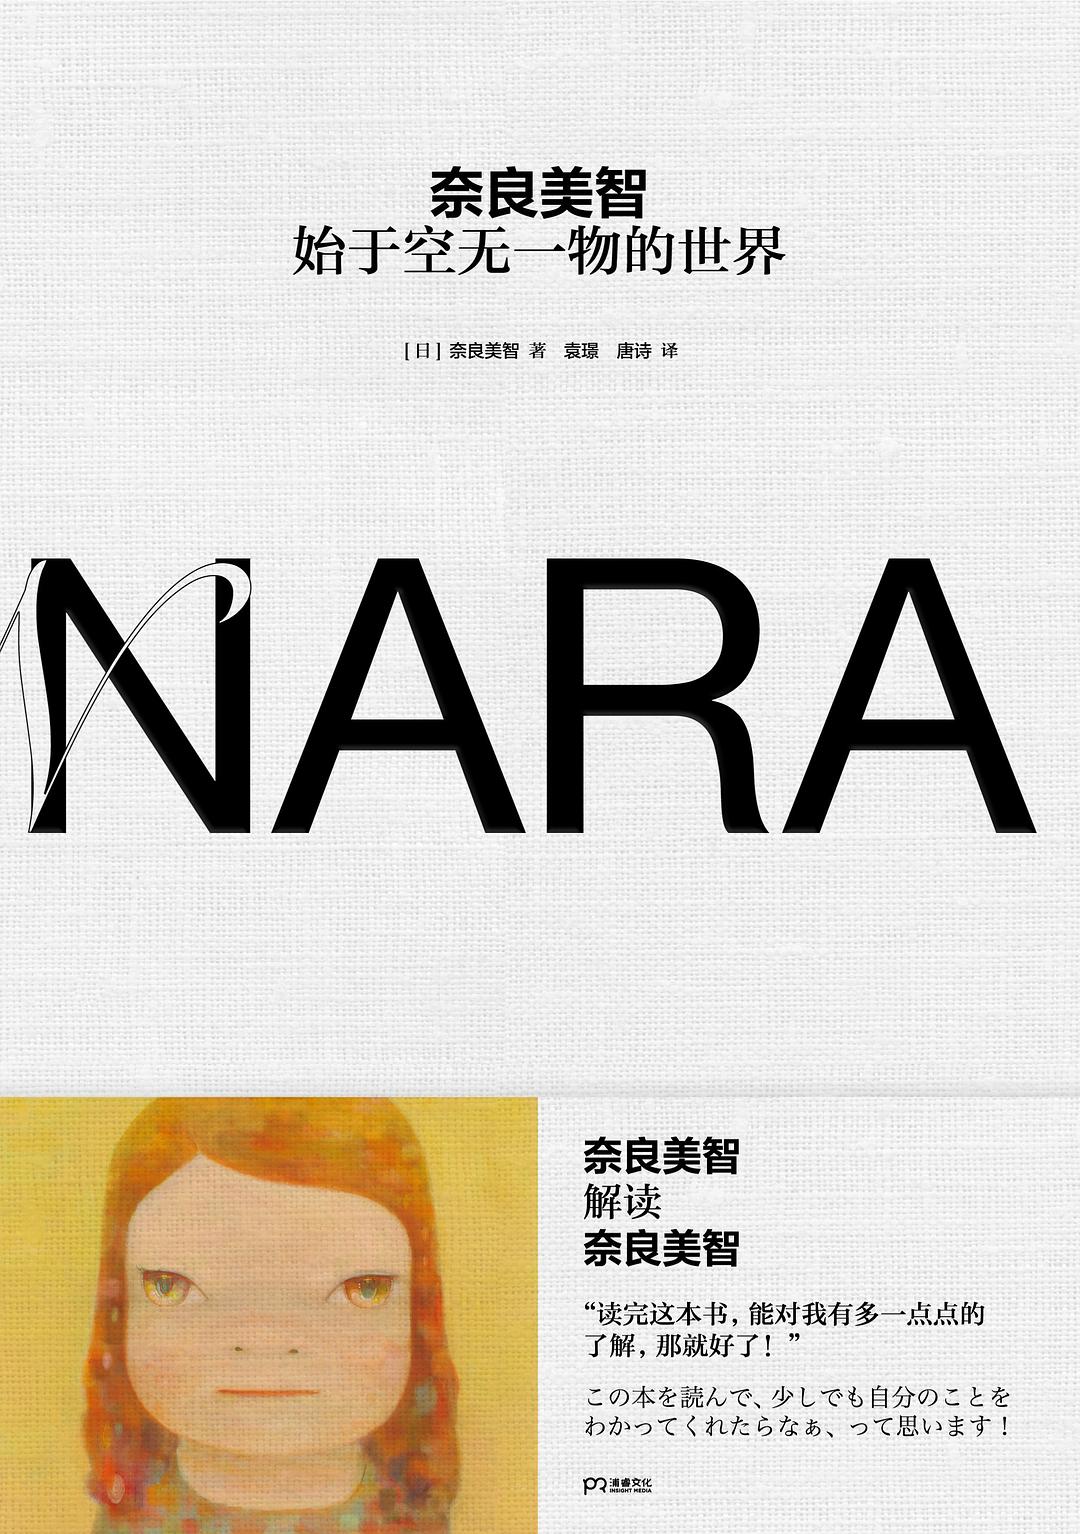 奈良美智
始于空无一物的世界
[日] 奈良美智 著 袁璟 唐诗 译
NARA
奈良美智
解读
奈良美智
“读完这本书，能对我有多一点点的
了解，那就好了！”
この本を読んで、少しでも自分のことを
わかってくれたらなぁ、って思います！
浦睿文化
INSIGHT MEDIA